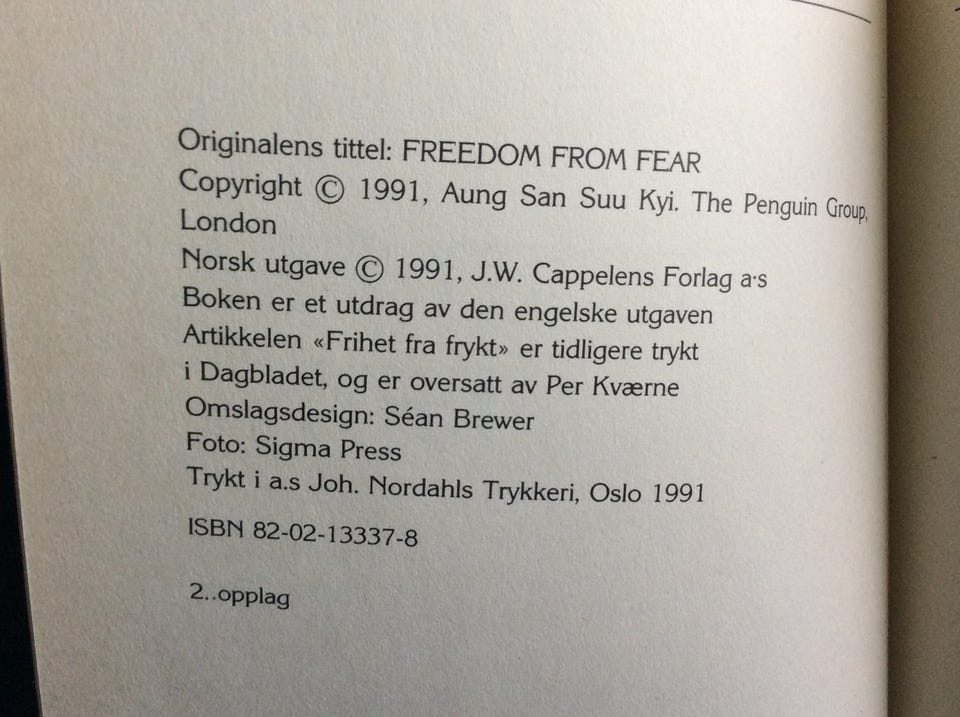 Originalens tittel: FREEDOM FROM FEAR
Copyright © 1991, Aung San Suu Kyi. The Penguin Group,
London
Norsk utgave © 1991, J.W. Cappelens Forlag a·s
Boken er et utdrag av den engelske utgaven
Artikkelen «Frihet fra frykt» er tidligere trykt
i Dagbladet, og er oversatt av Per Kværne
Omslagsdesign: Séan Brewer
Foto: Sigma Press
Trykt i a.s Joh. Nordahls Trykkeri, Oslo 1991
ISBN 82-02-13337-8
2..opplag